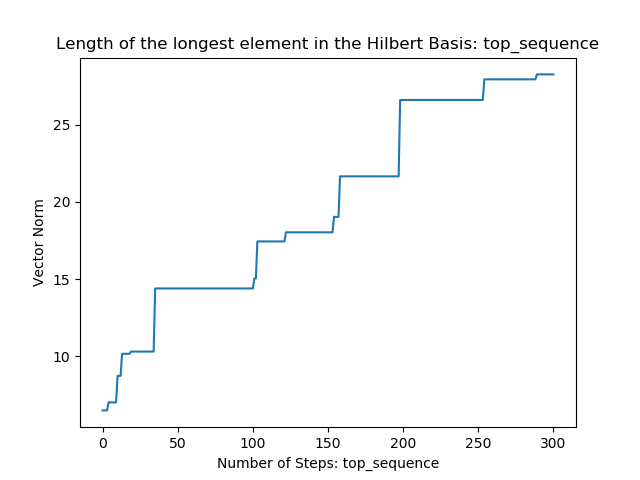 Length of the longest element in the Hilbert Basis: top_sequence
Vector Norm
25
20
15
10
0 50 100 150 200 250 300
Number of Steps: top_sequence